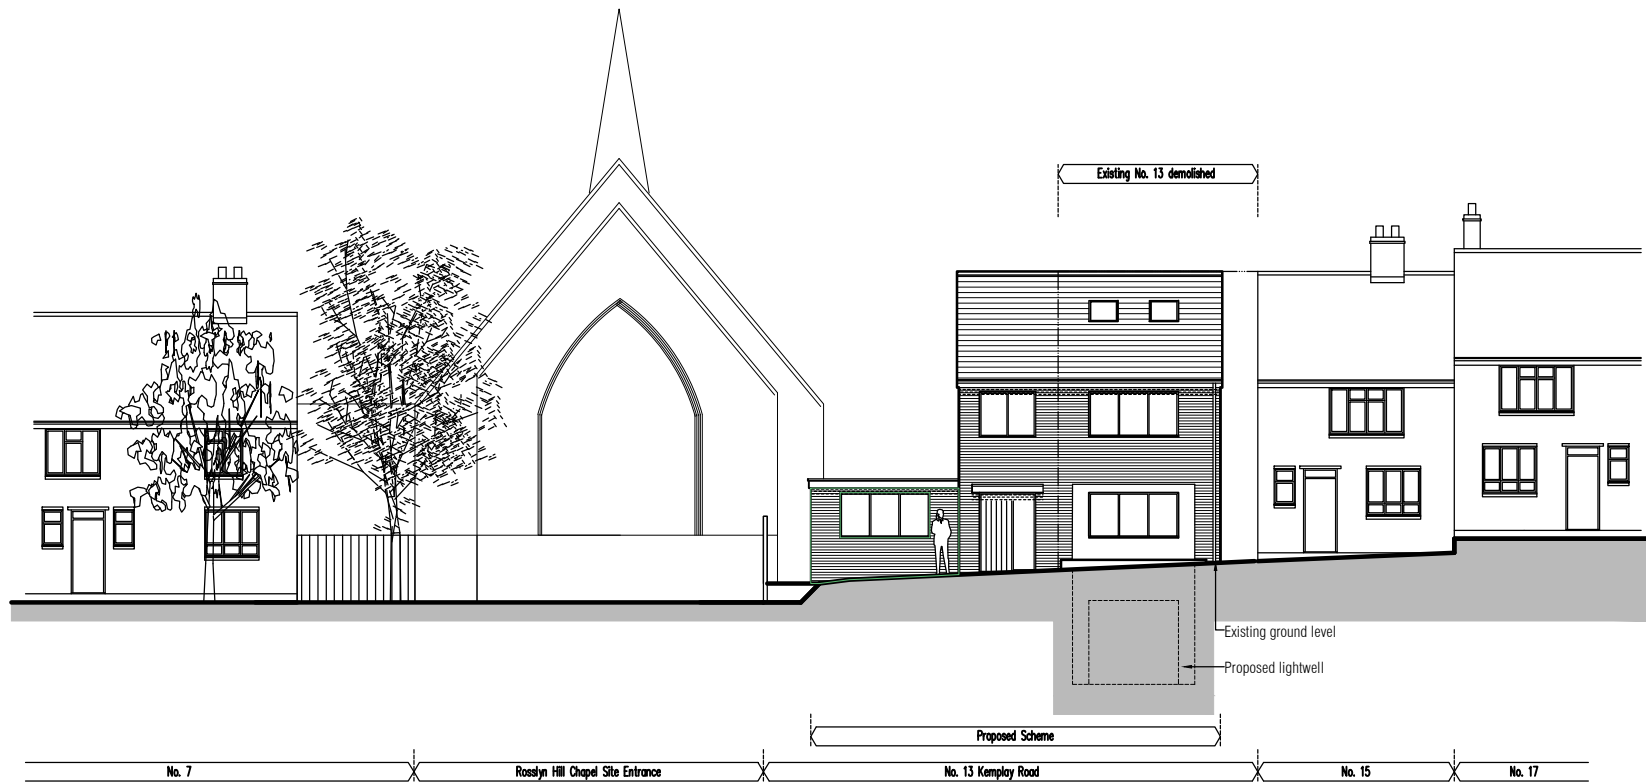 Existing No. 13 demolished
Existing ground level
Proposed lightwell
Proposed Scheme
No. 7
Rosslyn Hill Chapel Site Entrance
No. 13 Kemplay Road
No. 15
No. 17